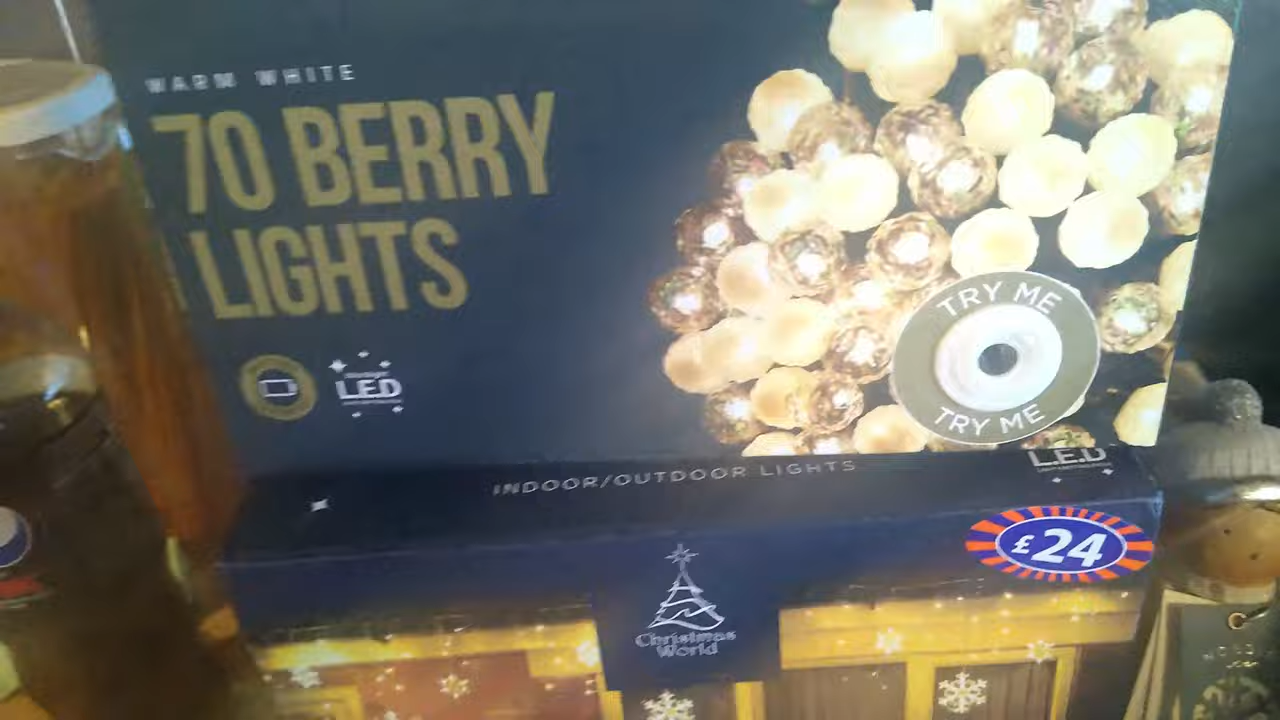 WARM WHITE
70 BERRY
LIGHTS
LED
TRY ME
TRY ME
INDOOR/OUTDOOR LIGHTS
LED
£24
Christmas
World